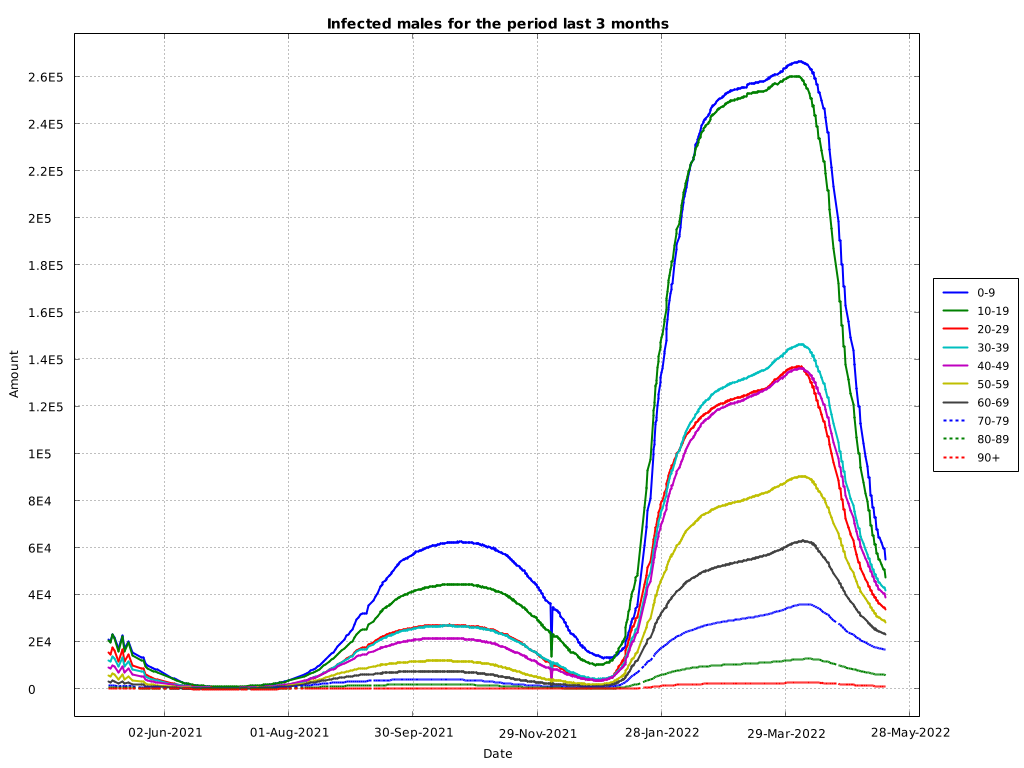 Infected males for the period last 3 months
Amount
2.6E5
2.4E5
2.2E5
2E5
1.8E5
1.6E5
1.4E5
1.2E5
1E5
8E4
6E4
4E4
2E4
0
02-Jun-2021
01-Aug-2021
30-Sep-2021
29-Nov-2021
28-Jan-2022
29-Mar-2022
28-May-2022
Date
0-9
10-19
20-29
30-39
40-49
50-59
60-69
70-79
80-89
90+